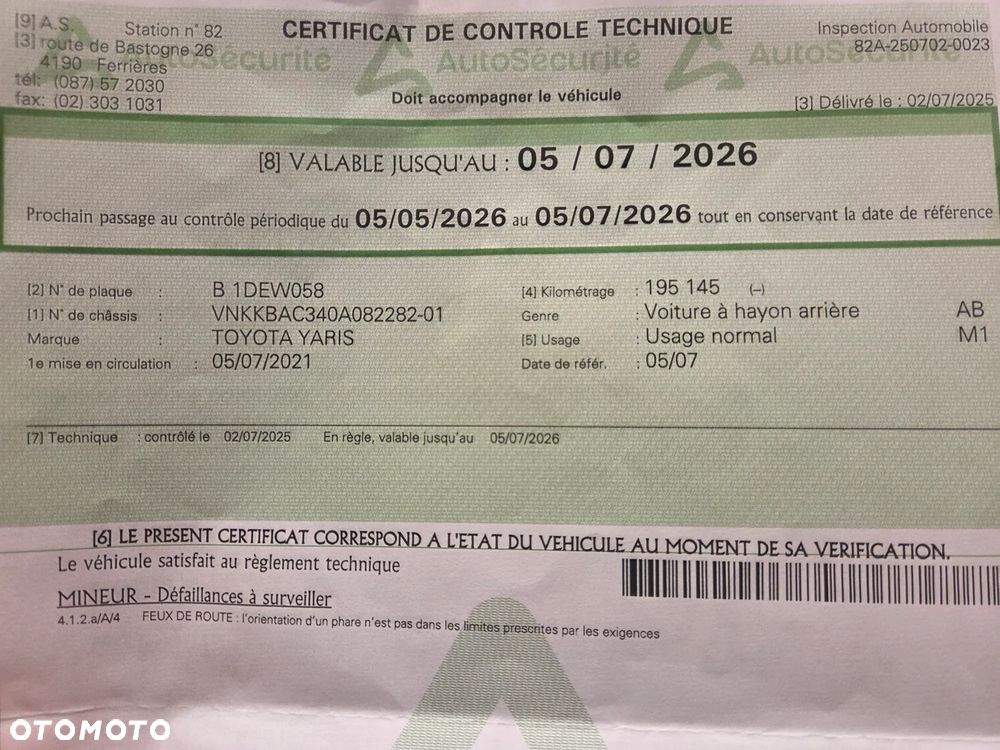 [9] A.S. Station n° 82
[3] route de Bastogne 26
4190 Ferrières
tél: (087) 57 2030
fax: (02) 303 1031
CERTIFICAT DE CONTROLE TECHNIQUE
AutoSécurité AutoSécurité AutoSécurité
Doit accompagner le véhicule
Inspection Automobile
82A-250702-0023
[3] Délivré le : 02/07/2025
[8] VALABLE JUSQU'AU : 05 / 07 / 2026
Prochain passage au contrôle périodique du 05/05/2026 au 05/07/2026 tout en conservant la date de référence
[2] N° de plaque : B 1DEW058
[1] N° de châssis : VNKKBAC340A082282-01
Marque : TOYOTA YARIS
1e mise en circulation : 05/07/2021
[4] Kilométrage : 195 145 (--)
Genre : Voiture à hayon arrière AB
[5] Usage : Usage normal M1
Date de référ. : 05/07
[7] Technique : contrôlé le 02/07/2025 En règle, valable jusqu'au 05/07/2026
[6] LE PRESENT CERTIFICAT CORRESPOND A L'ETAT DU VEHICULE AU MOMENT DE SA VERIFICATION.
Le véhicule satisfait au règlement technique
MINEUR - Défaillances à surveiller
4.1.2.a/A/4 FEUX DE ROUTE : l'orientation d'un phare n'est pas dans les limites prescrites par les exigences
OTOMOTO